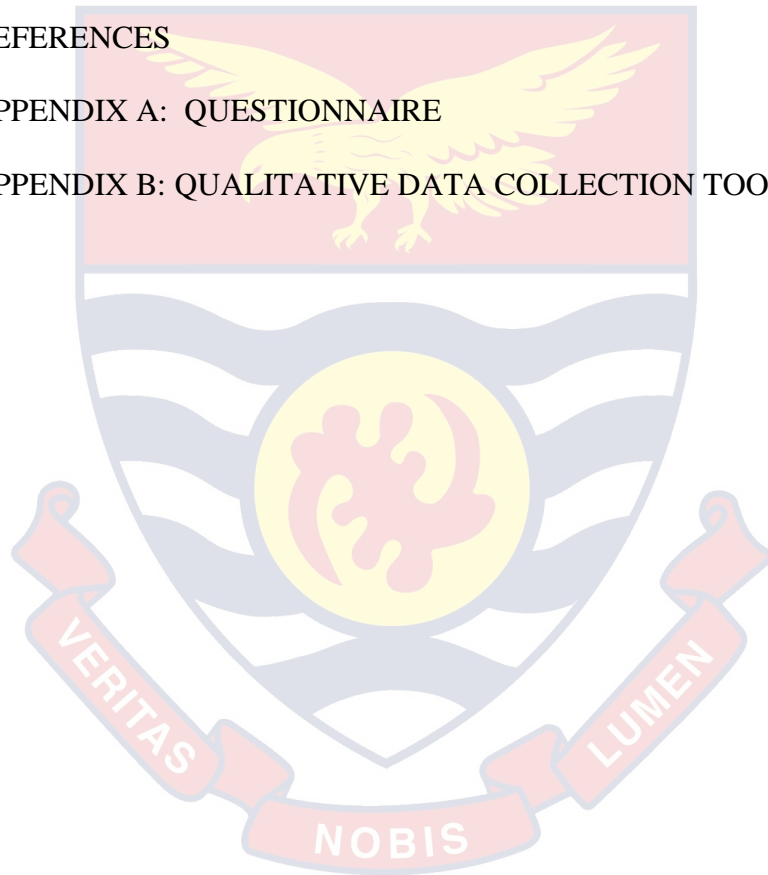 EFERENCES
PPENDIX A: QUESTIONNAIRE
PPENDIX B: QUALITATIVE DATA COLLECTION TOO
VERITAS
NOBIS
LUMEN